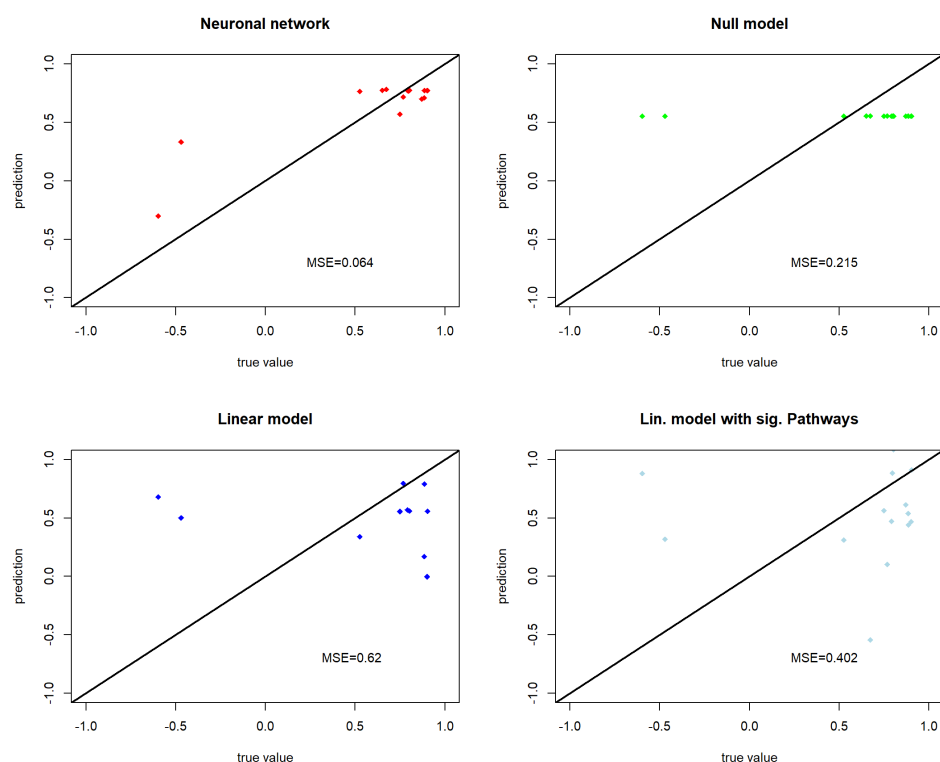 Neuronal network
1.0
0.5
0.0
-0.5
-1.0
prediction
MSE=0.064
-1.0 -0.5 0.0 0.5 1.0
true value
Null model
1.0
0.5
0.0
-0.5
-1.0
prediction
MSE=0.215
-1.0 -0.5 0.0 0.5 1.0
true value
Linear model
1.0
0.5
0.0
-0.5
-1.0
prediction
MSE=0.62
-1.0 -0.5 0.0 0.5 1.0
true value
Lin. model with sig. Pathways
1.0
0.5
0.0
-0.5
-1.0
prediction
MSE=0.402
-1.0 -0.5 0.0 0.5 1.0
true value